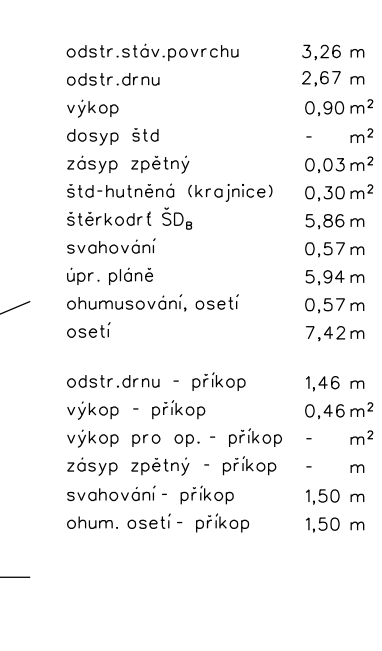 odstr.stáv.povrchu 3,26 m
odstr.drnu 2,67 m
výkop 0,90 m²
dosyp štd - m²
zásyp zpětný 0,03 m²
štd-hutněná (krajnice) 0,30 m²
štěrkodrť ŠD_B 5,86 m
svahování 0,57 m
úpr. pláně 5,94 m
ohumusování, osetí 0,57 m
osetí 7,42 m
odstr.drnu - příkop 1,46 m
výkop - příkop 0,46 m²
výkop pro op. - příkop - m²
zásyp zpětný - příkop - m
svahování - příkop 1,50 m
ohum. osetí - příkop 1,50 m